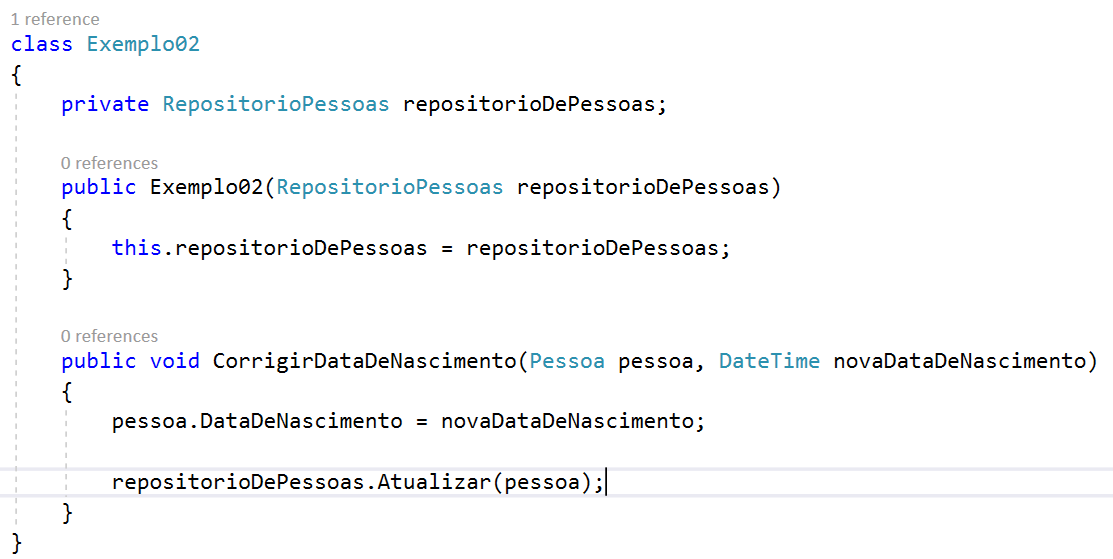 1 reference
class Exemplo02
{
    private RepositorioPessoas repositorioDePessoas;
    0 references
    public Exemplo02(RepositorioPessoas repositorioDePessoas)
    {
        this.repositorioDePessoas = repositorioDePessoas;
    }
    0 references
    public void CorrigirDataDeNascimento(Pessoa pessoa, DateTime novaDataDeNascimento)
    {
        pessoa.DataDeNascimento = novaDataDeNascimento;
        repositorioDePessoas.Atualizar(pessoa);
    }
}